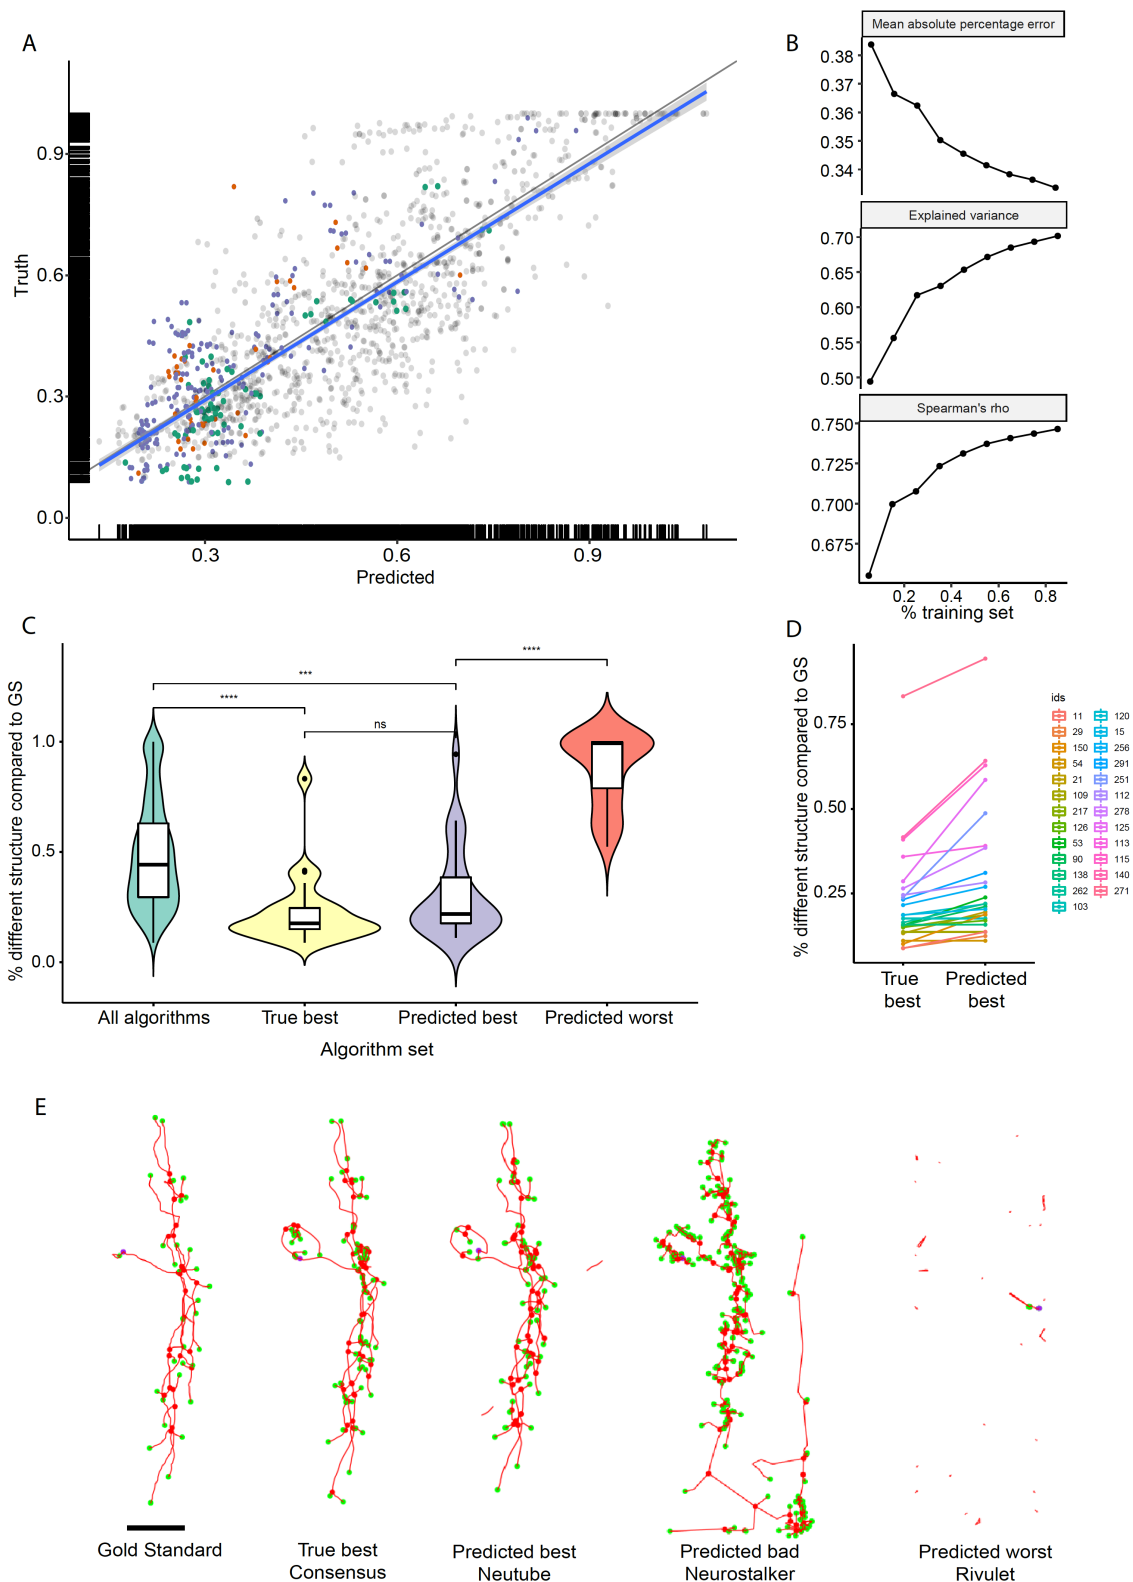 A
Truth
0.9
0.6
0.3
0.0
0.3
0.6
0.9
Predicted
B
Mean absolute percentage error
0.38
0.37
0.36
0.35
0.34
Explained variance
0.70
0.65
0.60
0.55
0.50
Spearman's rho
0.750
0.725
0.700
0.675
0.2
0.4
0.6
0.8
% training set
C
% different structure compared to GS
1.0
0.5
0.0
****
***
ns
****
All algorithms
True best
Predicted best
Predicted worst
Algorithm set
D
% diffferent structure compared to GS
0.75
0.50
0.25
True
best
Predicted
best
ids
11
29
150
54
21
109
217
126
53
90
138
262
103
120
15
256
291
251
112
278
125
113
115
140
271
E
Gold Standard
True best
Consensus
Predicted best
Neutube
Predicted bad
Neurostalker
Predicted worst
Rivulet